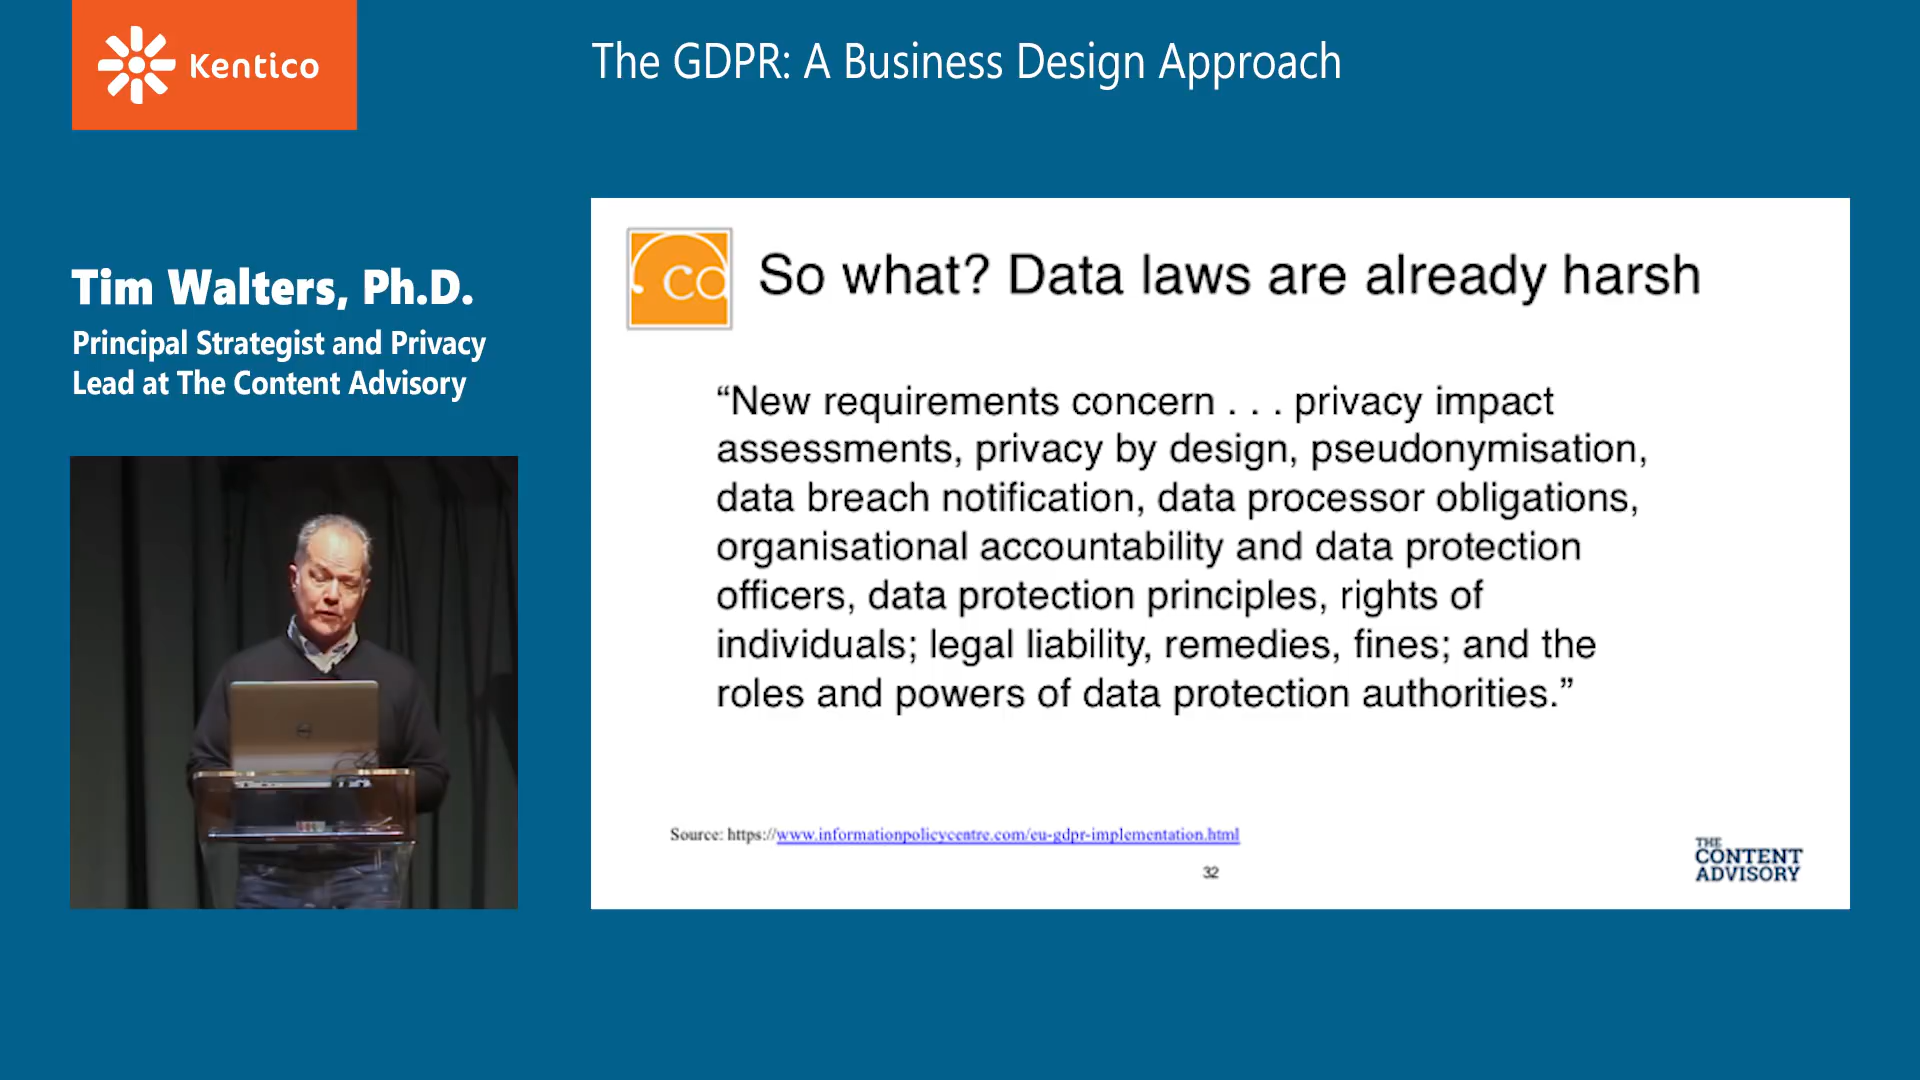 Kentico
The GDPR: A Business Design Approach
Tim Walters, Ph.D.
Principal Strategist and Privacy
Lead at The Content Advisory
ca
So what? Data laws are already harsh
“New requirements concern . . . privacy impact
assessments, privacy by design, pseudonymisation,
data breach notification, data processor obligations,
organisational accountability and data protection
officers, data protection principles, rights of
individuals; legal liability, remedies, fines; and the
roles and powers of data protection authorities.”
Source: https://www.informationpolicycentre.com/eu-gdpr-implementation.html
32
THE
CONTENT
ADVISORY